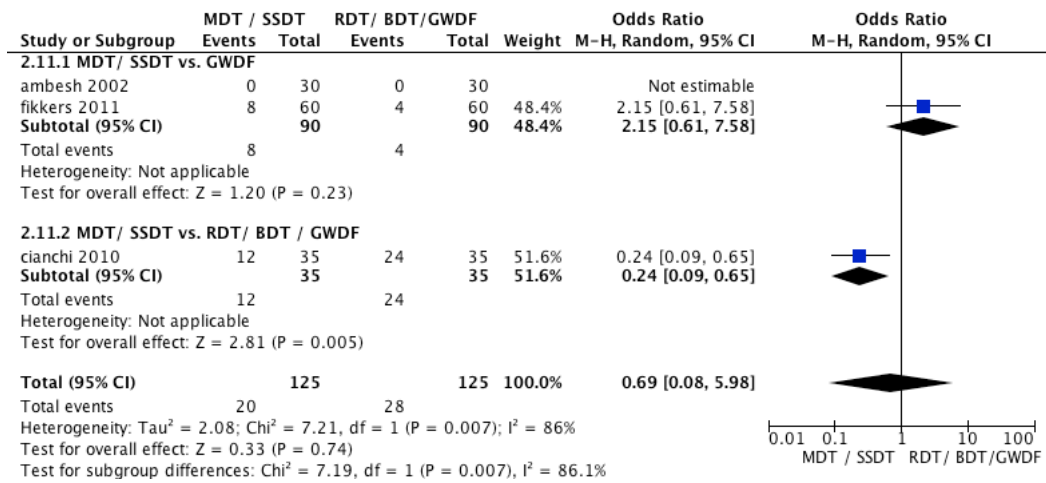 MDT / SSDT RDT/ BDT/GWDF Odds Ratio Odds Ratio
Study or Subgroup Events Total Events Total Weight M-H, Random, 95% CI M-H, Random, 95% CI
2.11.1 MDT/ SSDT vs. GWDF
ambesh 2002 0 30 0 30 Not estimable
fikkers 2011 8 60 4 60 48.4% 2.15 [0.61, 7.58]
Subtotal (95% CI) 90 90 48.4% 2.15 [0.61, 7.58]
Total events 8 4
Heterogeneity: Not applicable
Test for overall effect: Z = 1.20 (P = 0.23)
2.11.2 MDT/ SSDT vs. RDT/ BDT / GWDF
cianchi 2010 12 35 24 35 51.6% 0.24 [0.09, 0.65]
Subtotal (95% CI) 35 35 51.6% 0.24 [0.09, 0.65]
Total events 12 24
Heterogeneity: Not applicable
Test for overall effect: Z = 2.81 (P = 0.005)
Total (95% CI) 125 125 100.0% 0.69 [0.08, 5.98]
Total events 20 28
Heterogeneity: Tau² = 2.08; Chi² = 7.21, df = 1 (P = 0.007); I² = 86%
Test for overall effect: Z = 0.33 (P = 0.74)
Test for subgroup differences: Chi² = 7.19, df = 1 (P = 0.007), I² = 86.1%
0.01 0.1 1 10 100
MDT / SSDT RDT/ BDT/GWDF